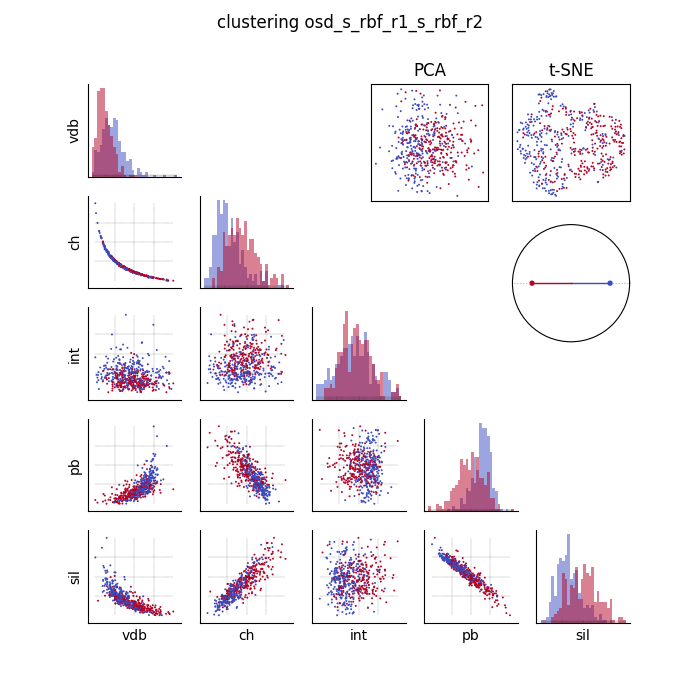 clustering osd_s_rbf_r1_s_rbf_r2
PCA
t-SNE
vdb
ch
int
pb
sil
vdb
ch
int
pb
sil